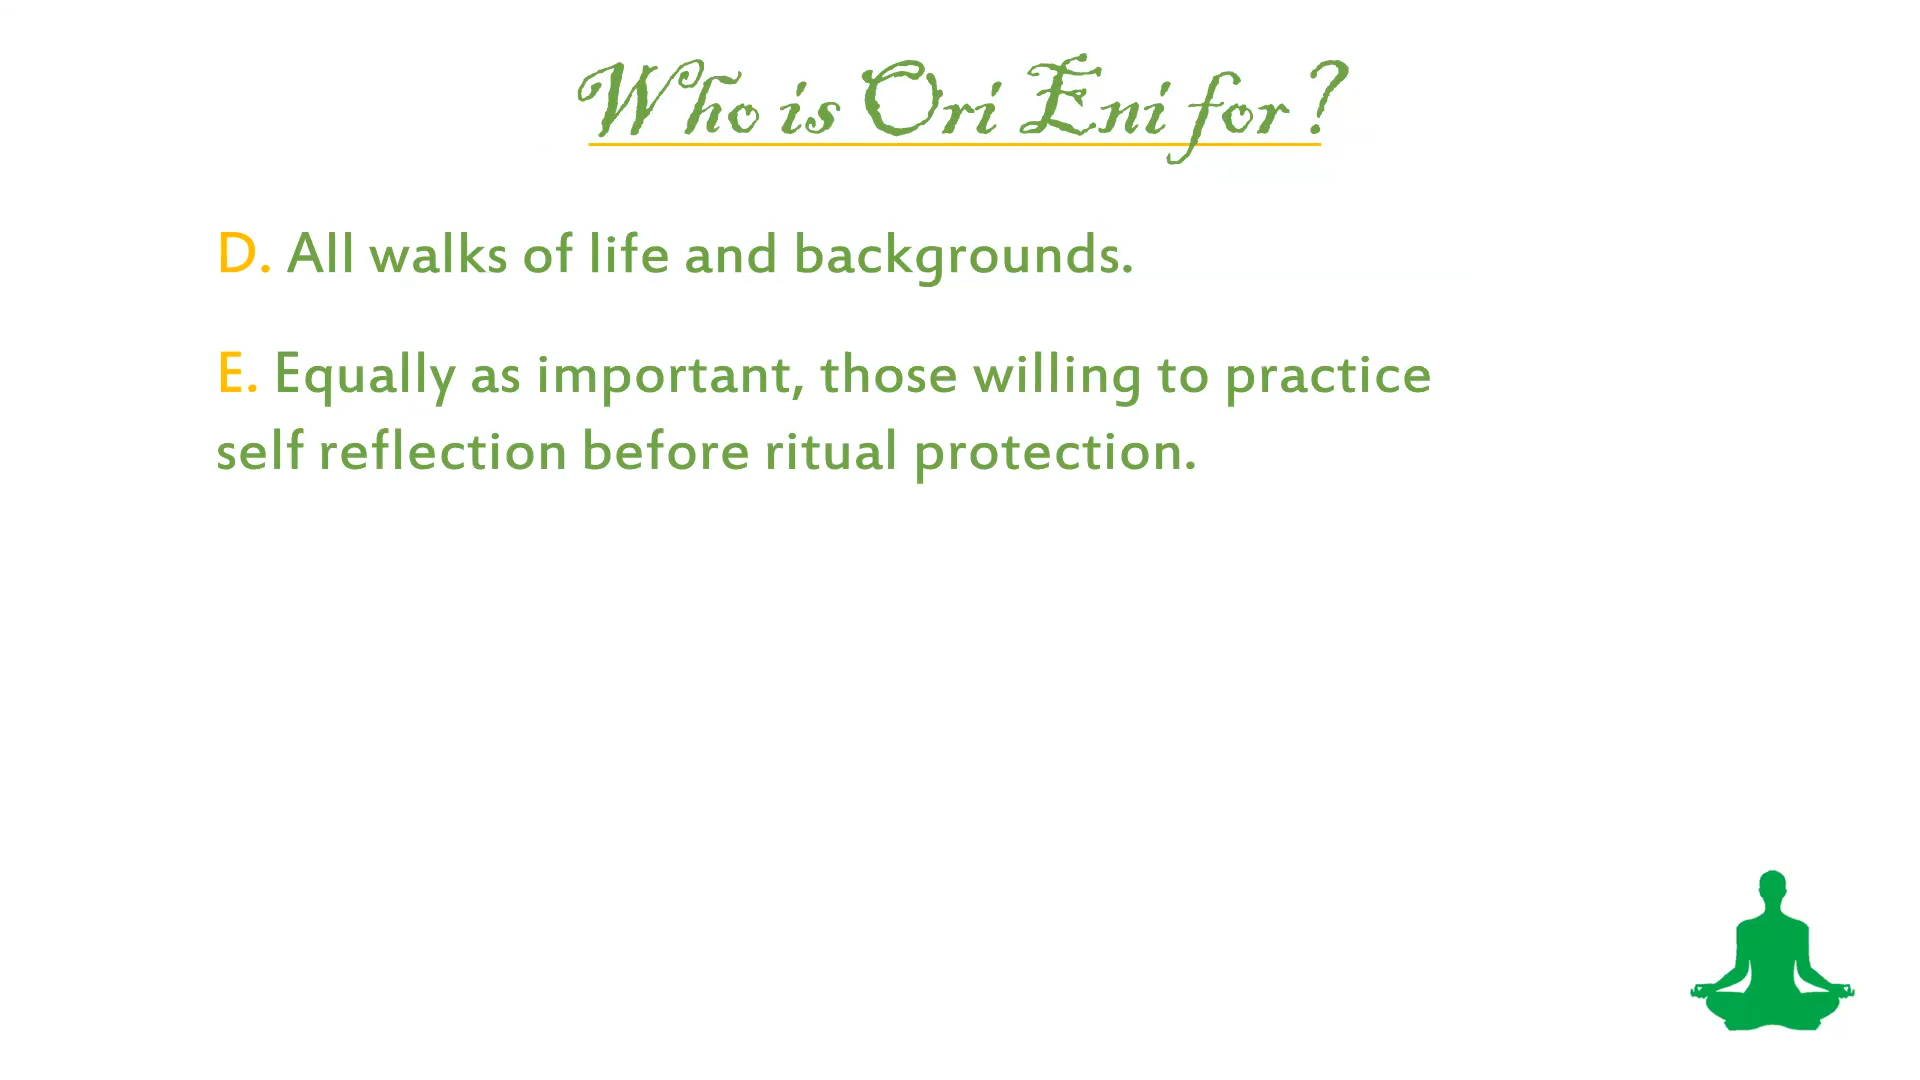 Who is Ori Eni for?
D. All walks of life and backgrounds.
E. Equally as important, those willing to practice
self reflection before ritual protection.